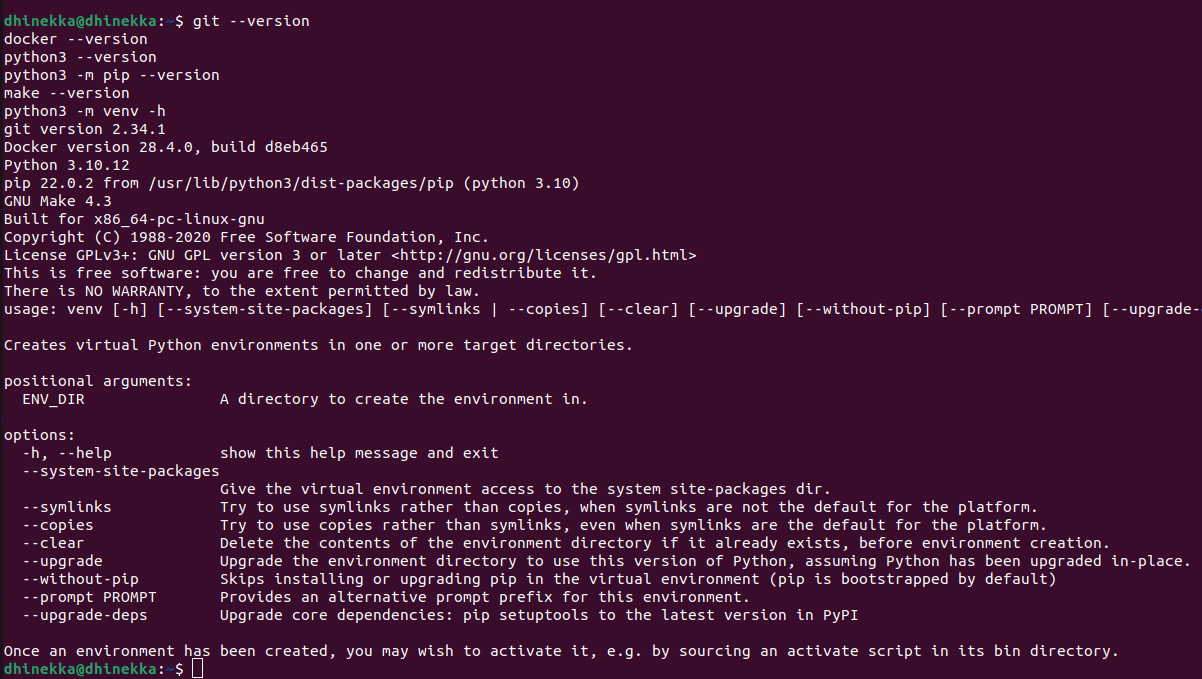 dhinekka@dhinekka:~$ git --version
docker --version
python3 --version
python3 -m pip --version
make --version
python3 -m venv -h
git version 2.34.1
Docker version 28.4.0, build d8eb465
Python 3.10.12
pip 22.0.2 from /usr/lib/python3/dist-packages/pip (python 3.10)
GNU Make 4.3
Built for x86_64-pc-linux-gnu
Copyright (C) 1988-2020 Free Software Foundation, Inc.
License GPLv3+: GNU GPL version 3 or later <http://gnu.org/licenses/gpl.html>
This is free software: you are free to change and redistribute it.
There is NO WARRANTY, to the extent permitted by law.
usage: venv [-h] [--system-site-packages] [--symlinks | --copies] [--clear] [--upgrade] [--without-pip] [--prompt PROMPT] [--upgrade-
Creates virtual Python environments in one or more target directories.
positional arguments:
  ENV_DIR               A directory to create the environment in.
options:
  -h, --help            show this help message and exit
  --system-site-packages
                        Give the virtual environment access to the system site-packages dir.
  --symlinks            Try to use symlinks rather than copies, when symlinks are not the default for the platform.
  --copies              Try to use copies rather than symlinks, even when symlinks are the default for the platform.
  --clear               Delete the contents of the environment directory if it already exists, before environment creation.
  --upgrade             Upgrade the environment directory to use this version of Python, assuming Python has been upgraded in-place.
  --without-pip         Skips installing or upgrading pip in the virtual environment (pip is bootstrapped by default)
  --prompt PROMPT       Provides an alternative prompt prefix for this environment.
  --upgrade-deps        Upgrade core dependencies: pip setuptools to the latest version in PyPI
Once an environment has been created, you may wish to activate it, e.g. by sourcing an activate script in its bin directory.
dhinekka@dhinekka:~$